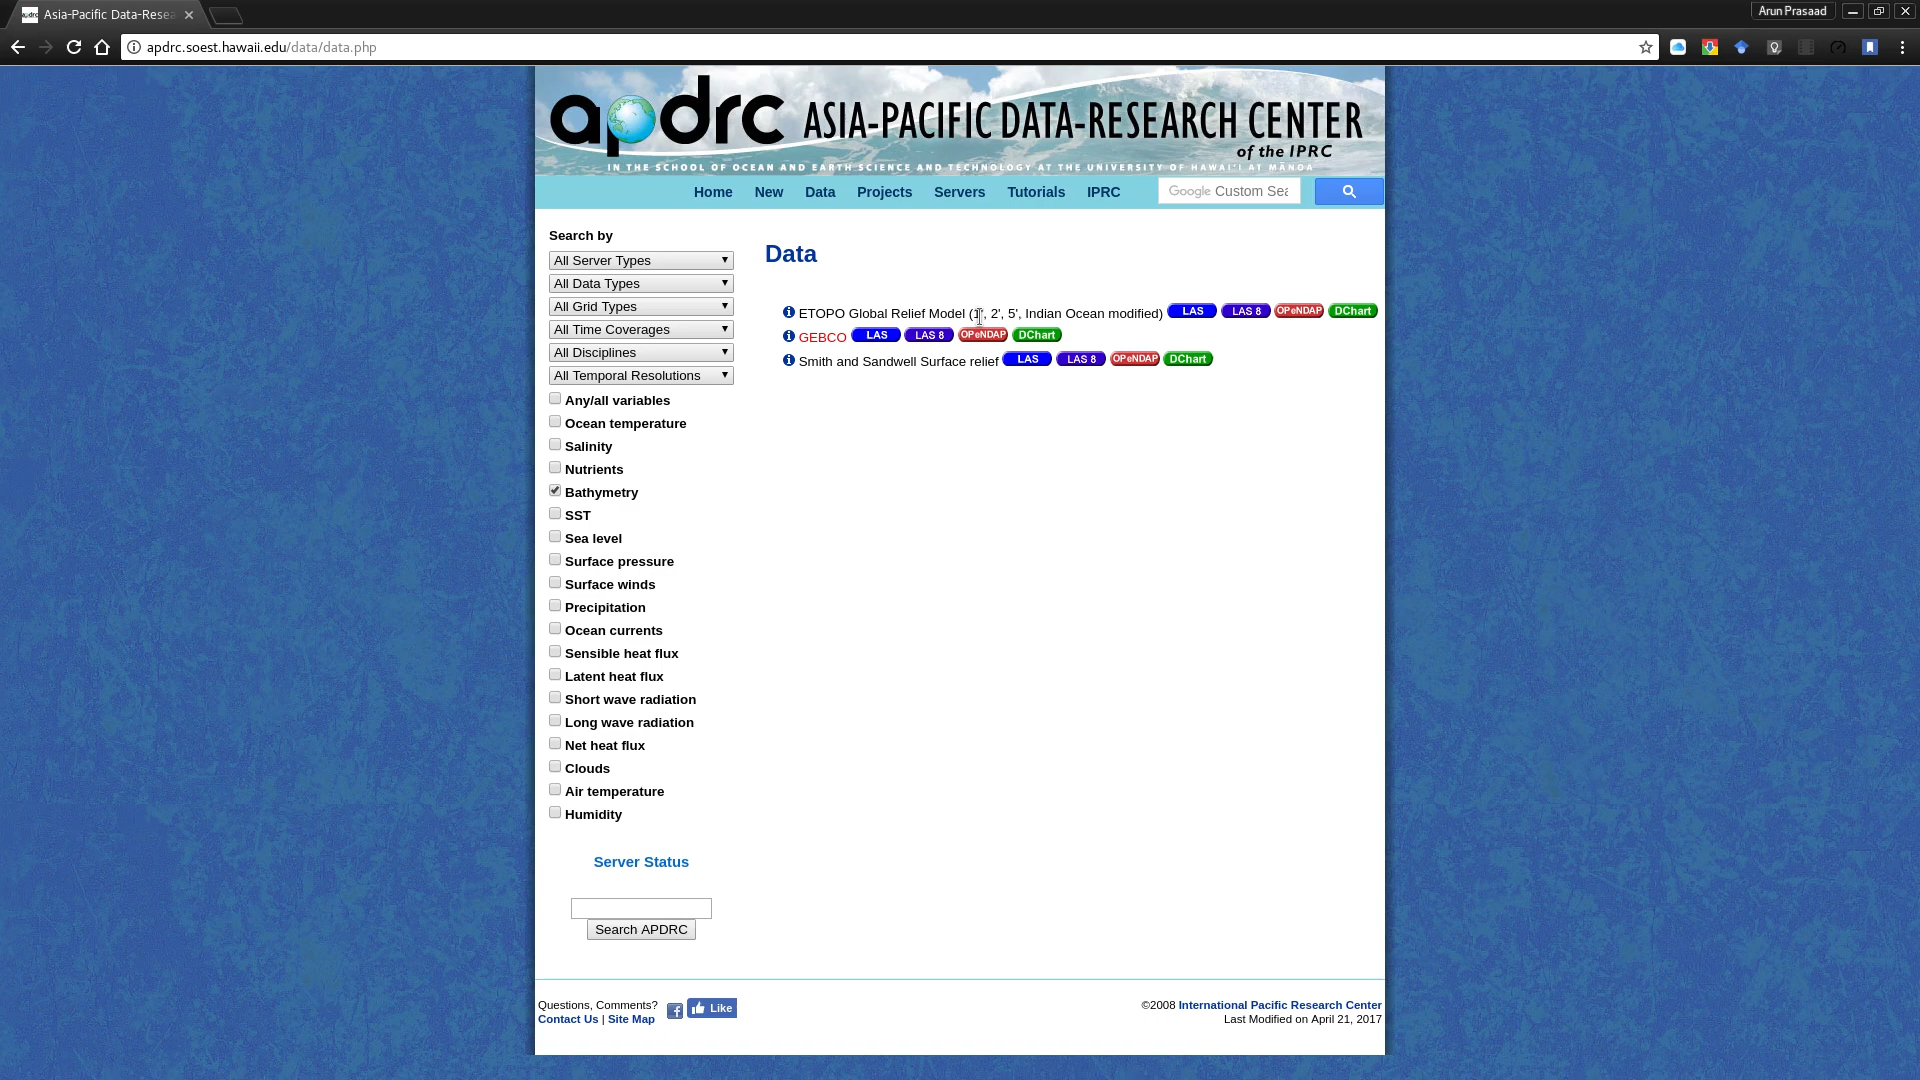 apdrc Asia-Pacific Data-Resea
Arun Prasaad
apdrc.soest.hawaii.edu/data/data.php
apdrc ASIA-PACIFIC DATA-RESEARCH CENTER
of the IPRC
IN THE SCHOOL OF OCEAN AND EARTH SCIENCE AND TECHNOLOGY AT THE UNIVERSITY OF HAWAI'I AT MĀNOA
Home New Data Projects Servers Tutorials IPRC Google Custom Sea
Search by
All Server Types
All Data Types
All Grid Types
All Time Coverages
All Disciplines
All Temporal Resolutions
Any/all variables
Ocean temperature
Salinity
Nutrients
Bathymetry
SST
Sea level
Surface pressure
Surface winds
Precipitation
Ocean currents
Sensible heat flux
Latent heat flux
Short wave radiation
Long wave radiation
Net heat flux
Clouds
Air temperature
Humidity
Server Status
Search APDRC
Data
ETOPO Global Relief Model (1', 2', 5', Indian Ocean modified) LAS LAS 8 OPeNDAP DChart
GEBCO LAS LAS 8 OPeNDAP DChart
Smith and Sandwell Surface relief LAS LAS 8 OPeNDAP DChart
Questions, Comments?
Contact Us | Site Map
Like
©2008 International Pacific Research Center
Last Modified on April 21, 2017